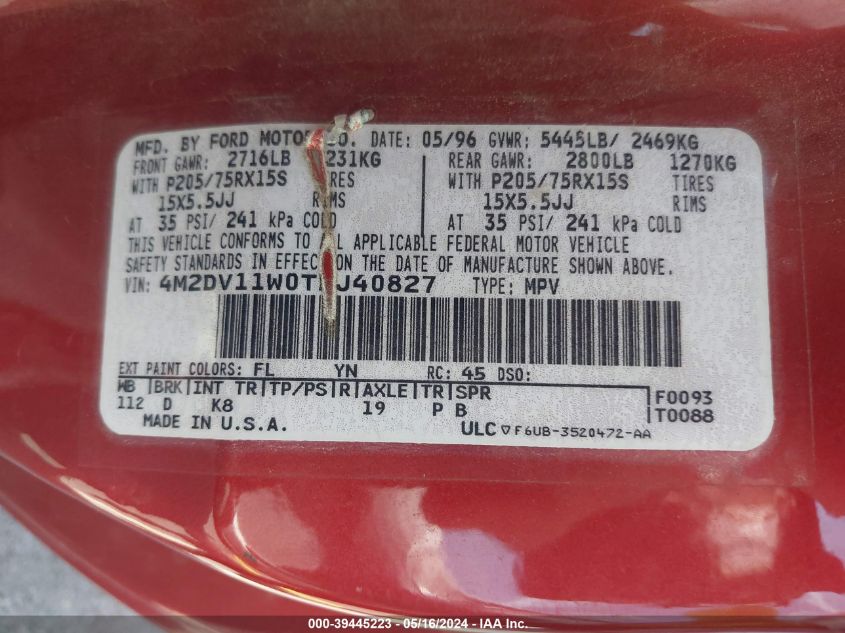 MFD. BY FORD MOTOR CO. DATE: 05/96 GVWR: 5445LB/ 2469KG
FRONT GAWR: 2716LB 231KG REAR GAWR: 2800LB 1270KG
WITH P205/75RX15S RES WITH P205/75RX15S TIRES
15X5.5JJ RIMS 15X5.5JJ RIMS
AT 35 PSI/ 241 kPa COLD AT 35 PSI/ 241 kPa COLD
THIS VEHICLE CONFORMS TO L APPLICABLE FEDERAL MOTOR VEHICLE
SAFETY STANDARDS IN EFFEC ON THE DATE OF MANUFACTURE SHOWN ABOVE.
VIN: 4M2DV11W0T J40827 TYPE: MPV
EXT PAINT COLORS: FL YN RC: 45 DSO:
WB BRK INT TR TP/PS R AXLE TR SPR F0093
112 D K8 19 P B T0088
MADE IN U.S.A. ULC F6UB-3520472-AA
000-39445223 - 05/16/2024 - IAA Inc.